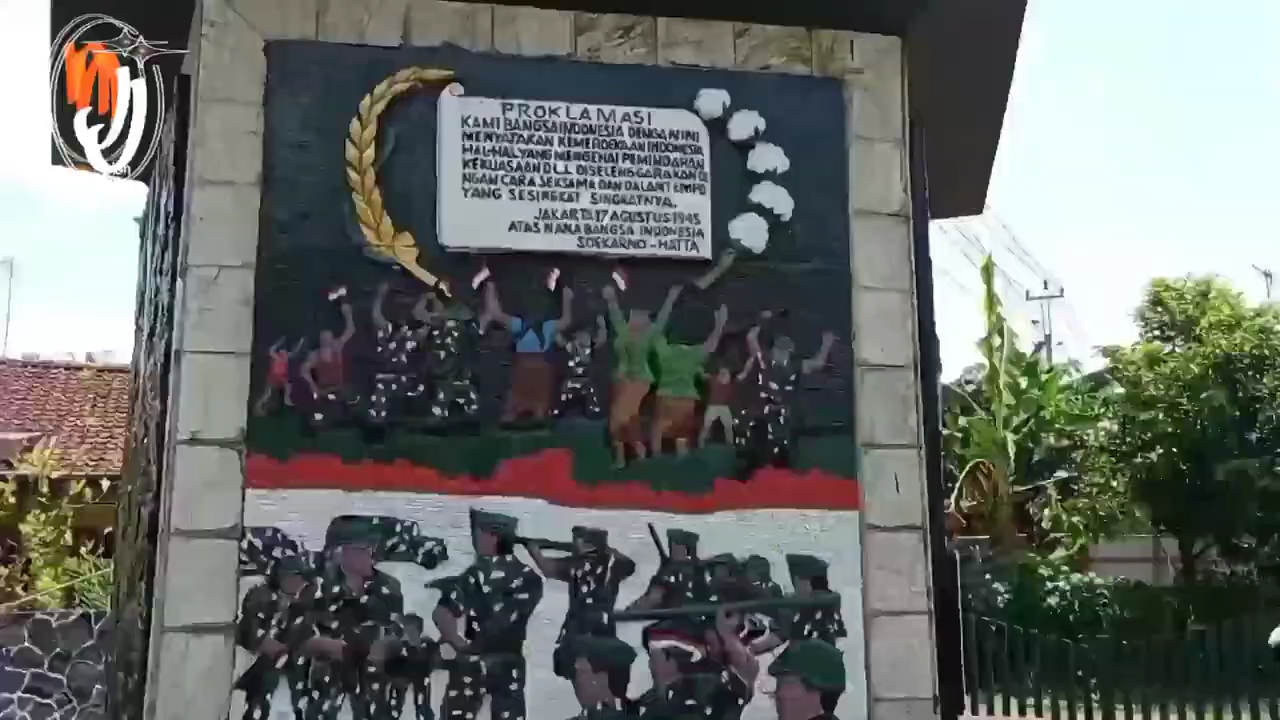 PROKLAMASI
KAMI BANGSA INDONESIA DENGAN INI
MENYATAKAN KEMERDEKAAN INDONESIA
HAL-HAL YANG MENGENAI PEMINDAHAN
KEKUASAAN D.L.L DISELENGGARAKAN DE
NGAN CARA SEKSAMA DAN DALAM TEMPO
YANG SESINGKAT SINGKATNYA.
JAKARTA 17 AGUSTUS 1945
ATAS NAMA BANGSA INDONESIA
SOEKARNO - HATTA